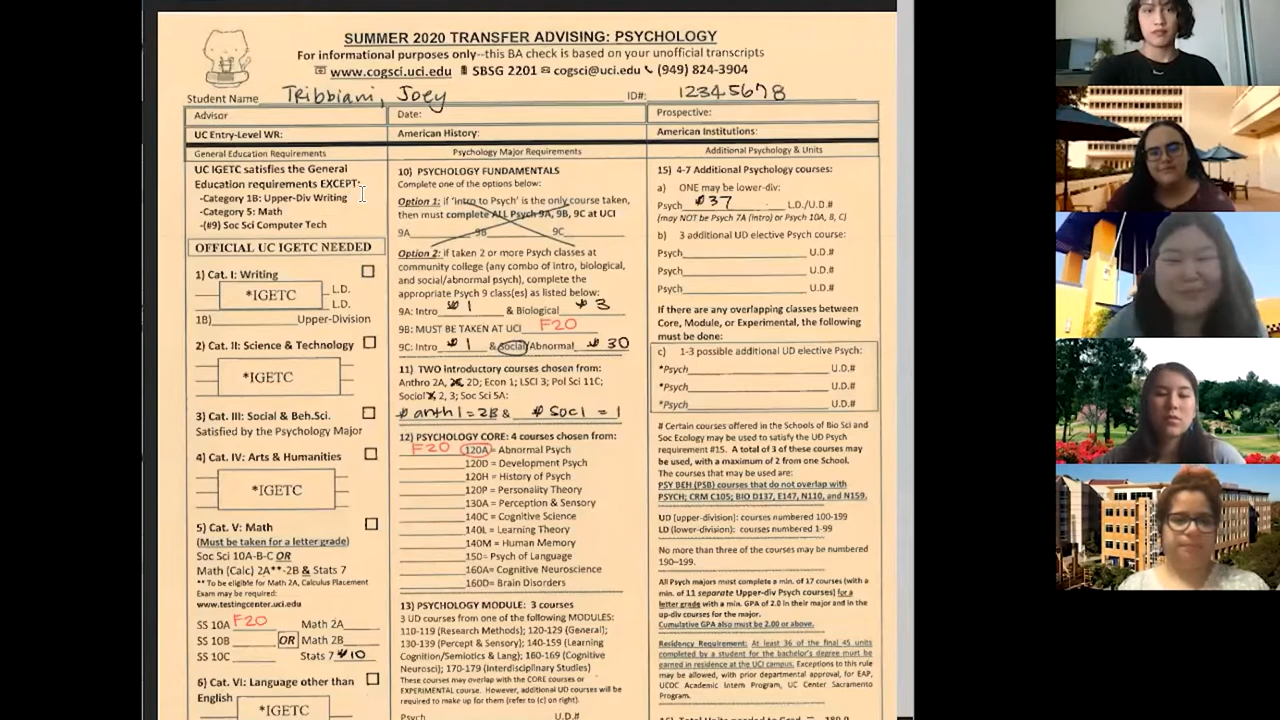 SUMMER 2020 TRANSFER ADVISING: PSYCHOLOGY
For informational purposes only--this BA check is based on your unofficial transcripts
www.cogsci.uci.edu SBSG 2201 cogsci@uci.edu (949) 824-3904
Student Name Tribbiani, Joey ID#: 12345678
Advisor Date: Prospective:
UC Entry-Level WR: American History: American Institutions:
General Education Requirements Psychology Major Requirements Additional Psychology & Units
UC IGETC satisfies the General
Education requirements EXCEPT:
-Category 1B: Upper-Div Writing
-Category 5: Math
-(#9) Soc Sci Computer Tech
OFFICIAL UC IGETC NEEDED
1) Cat. I: Writing
*IGETC
L.D.
L.D.
1B) Upper-Division
2) Cat. II: Science & Technology
*IGETC
3) Cat. III: Social & Beh.Sci.
Satisfied by the Psychology Major
4) Cat. IV: Arts & Humanities
*IGETC
5) Cat. V: Math
(Must be taken for a letter grade)
Soc Sci 10A-B-C OR
Math (Calc) 2A**-2B & Stats 7
** To be eligible for Math 2A, Calculus Placement
Exam may be required:
www.testingcenter.uci.edu
SS 10A F20 Math 2A
SS 10B OR Math 2B
SS 10C Stats 7 *10
6) Cat. VI: Language other than
English
*IGETC
10) PSYCHOLOGY FUNDAMENTALS
Complete one of the options below:
Option 1: if 'Intro to Psych' is the only course taken,
then must complete ALL Psych 9A, 9B, 9C at UCI
9A 9B 9C
Option 2: if taken 2 or more Psych classes at
community college (any combo of intro, biological,
and social/abnormal psych), complete the
appropriate Psych 9 class(es) as listed below:
9A: Intro * 1 & Biological * 3
9B: MUST BE TAKEN AT UCI F20
9C: Intro * 1 & Social/Abnormal * 30
11) TWO introductory courses chosen from:
Anthro 2A, 2D; Econ 1; LSCI 3; Pol Sci 11C;
Sociol 2, 3; Soc Sci 5A:
* anth 1 = 2B & * soc 1 = 1
12) PSYCHOLOGY CORE: 4 courses chosen from:
F20 120A= Abnormal Psych
120D = Development Psych
120H = History of Psych
120P = Personality Theory
130A = Perception & Sensory
140C = Cognitive Science
140L = Learning Theory
140M = Human Memory
150= Psych of Language
160A= Cognitive Neuroscience
160D= Brain Disorders
13) PSYCHOLOGY MODULE: 3 courses
3 UD courses from one of the following MODULES:
110-119 (Research Methods); 120-129 (General);
130-139 (Percept & Sensory); 140-159 (Learning
Cognition/Semiotics & Lang); 160-169 (Cognitive
Neurosci); 170-179 (Interdisciplinary Studies)
These courses may overlap with the CORE courses or
EXPERIMENTAL course. However, additional UD courses will be
required to make up for them (refer to (c) on right).
Psych U.D.#
15) 4-7 Additional Psychology courses:
a) ONE may be lower-div:
Psych *37 L.D./U.D.#
(may NOT be Psych 7A (Intro) or Psych 10A, B, C)
b) 3 additional UD elective Psych course:
Psych U.D.#
Psych U.D.#
Psych U.D.#
If there are any overlapping classes between
Core, Module, or Experimental, the following
must be done:
c) 1-3 possible additional UD elective Psych:
*Psych U.D.#
*Psych U.D.#
*Psych U.D.#
# Certain courses offered in the Schools of Bio Sci and
Soc Ecology may be used to satisfy the UD Psych
requirement #15. A total of 3 of these courses may
be used, with a maximum of 2 from one School.
The courses that may be used are:
PSY BEH (PSB) courses that do not overlap with
PSYCH; CRM C105; BIO D137, E147, N110, and N159.
UD (upper-division): courses numbered 100-199
LD (lower-division): courses numbered 1-99
No more than three of the courses may be numbered
190–199.
All Psych majors must complete a min. of 17 courses (with a
min. of 11 separate Upper-div Psych courses) for a
letter grade with a min. GPA of 2.0 in their major and in the
up-div courses for the major.
Cumulative GPA also must be 2.00 or above.
Residency Requirement: At least 36 of the final 45 units
completed by a student for the bachelor's degree must be
earned in residence at the UCI campus. Exceptions to this rule
may be allowed, with prior departmental approval, for EAP,
UCDC Academic Intern Program, UC Center Sacramento
Program.